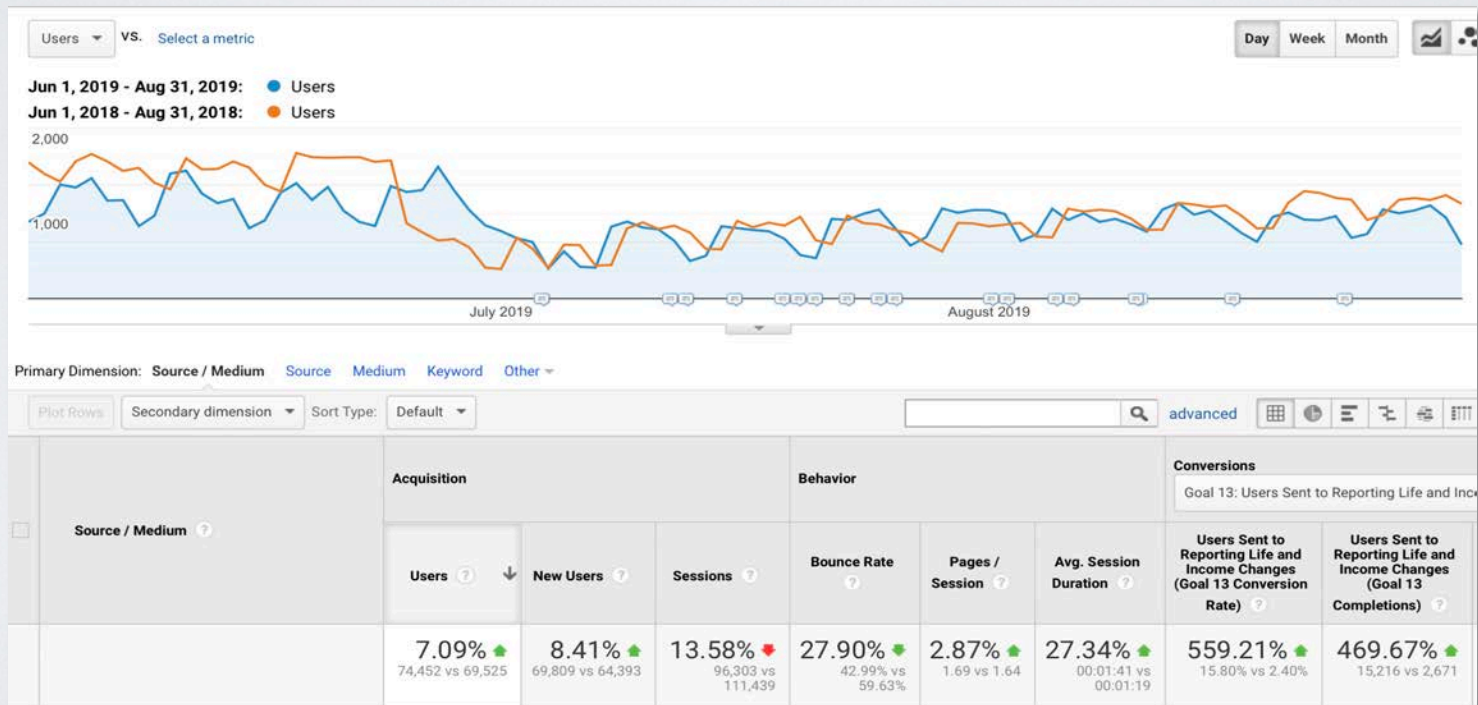 Users VS. Select a metric
Day Week Month
Jun 1, 2019 - Aug 31, 2019: Users
Jun 1, 2018 - Aug 31, 2018: Users
2,000
1,000
July 2019
August 2019
Primary Dimension: Source / Medium Source Medium Keyword Other
Plot Rows Secondary dimension Sort Type: Default advanced
Acquisition
Behavior
Conversions
Goal 13: Users Sent to Reporting Life and Inc
Source / Medium ?
Users ?
New Users ?
Sessions ?
Bounce Rate
?
Pages /
Session ?
Avg. Session
Duration ?
Users Sent to
Reporting Life and
Income Changes
(Goal 13 Conversion
Rate) ?
Users Sent to
Reporting Life and
Income Changes
(Goal 13
Completions) ?
7.09%
74,452 vs 69,525
8.41%
69,809 vs 64,393
13.58%
96,303 vs
111,439
27.90%
42.99% vs
59.63%
2.87%
1.69 vs 1.64
27.34%
00:01:41 vs
00:01:19
559.21%
15.80% vs 2.40%
469.67%
15,216 vs 2,671